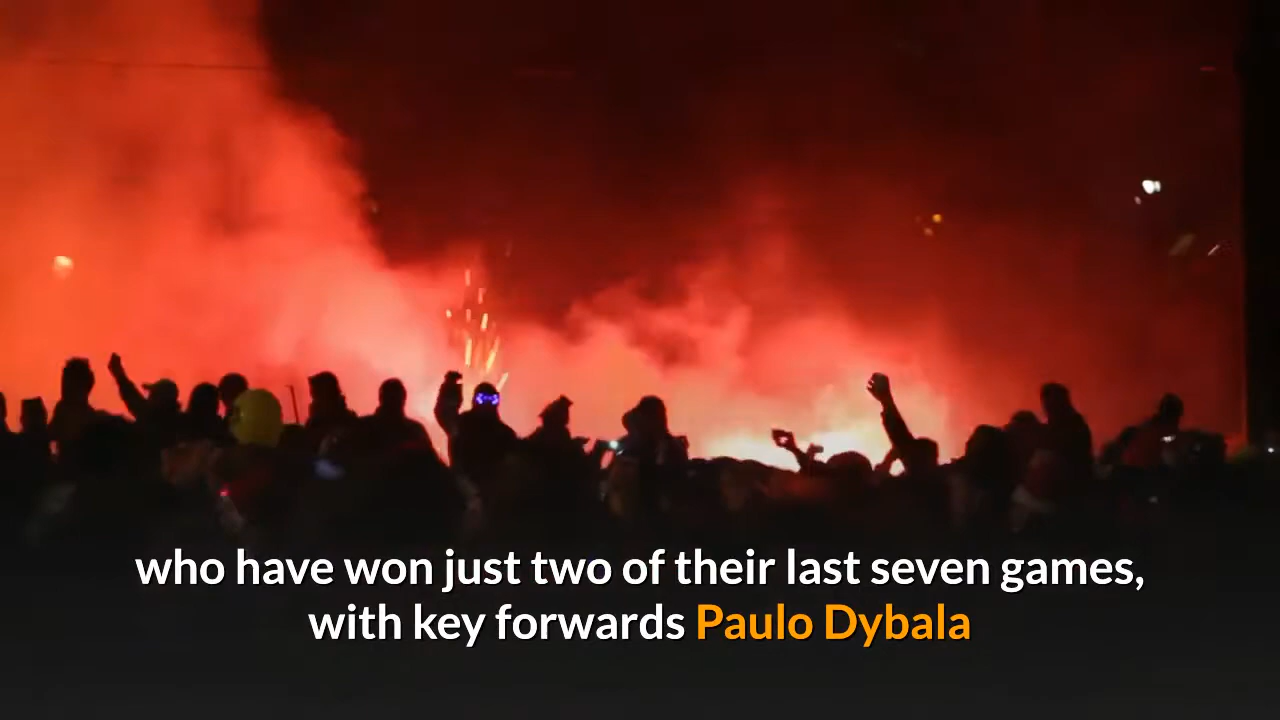 who have won just two of their last seven games,
with key forwards Paulo Dybala